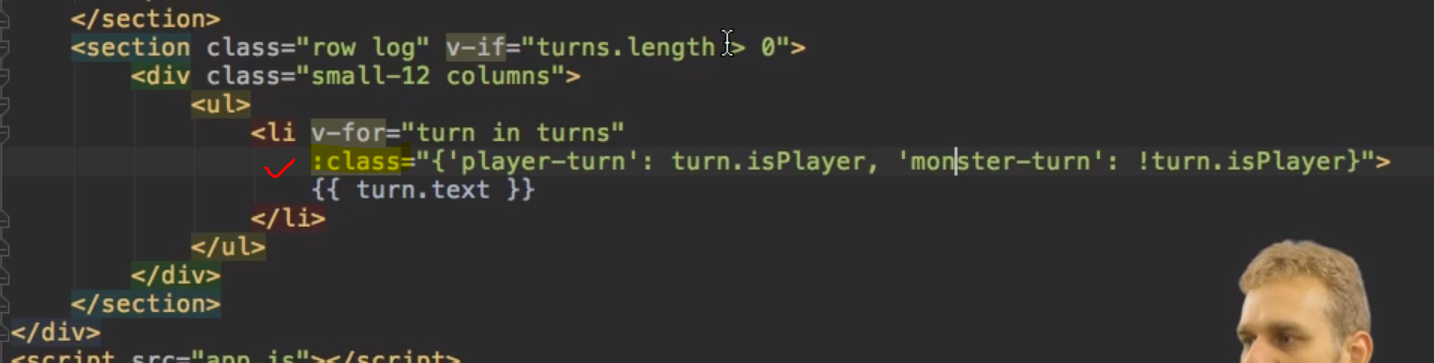 </section>
<section class="row log" v-if="turns.length > 0">
<div class="small-12 columns">
<ul>
<li v-for="turn in turns"
:class="{'player-turn': turn.isPlayer, 'monster-turn': !turn.isPlayer}">
{{ turn.text }}
</li>
</ul>
</div>
</section>
</div>
<script src="app.js"></script>